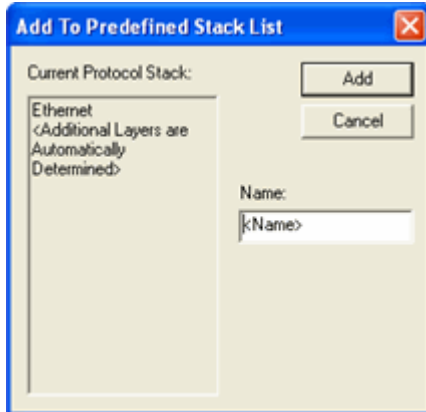 Add To Predefined Stack List
Current Protocol Stack:
Add
Ethernet
<Additional Layers are
Automatically
Determined>
Cancel
Name:
<Name>